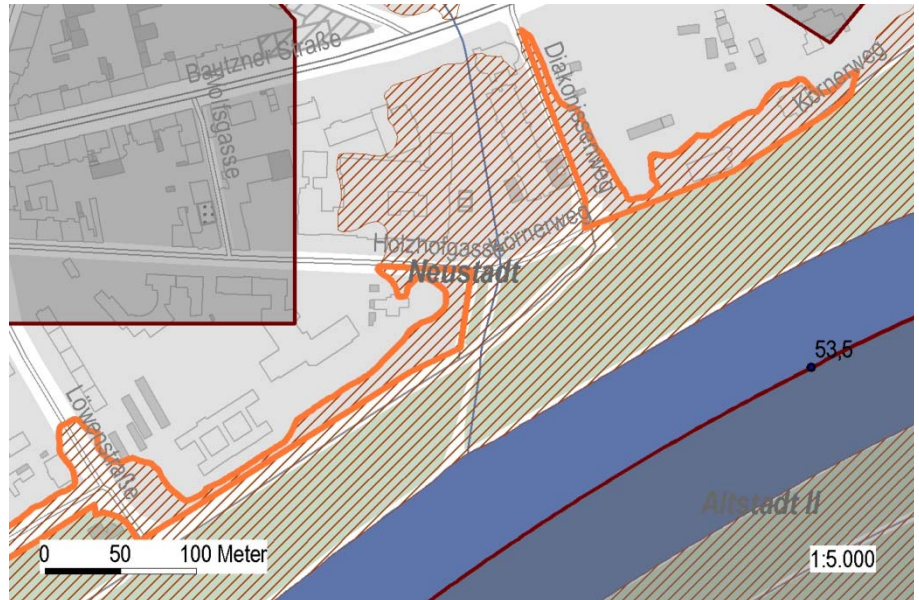 Bautzner Straße
Wolfsgasse
Diakonissenweg
Körnerweg
Holzhofgasse
Körnerweg
Neustadt
53,5
Löwenstraße
Altstadt II
0 50 100 Meter
1:5.000